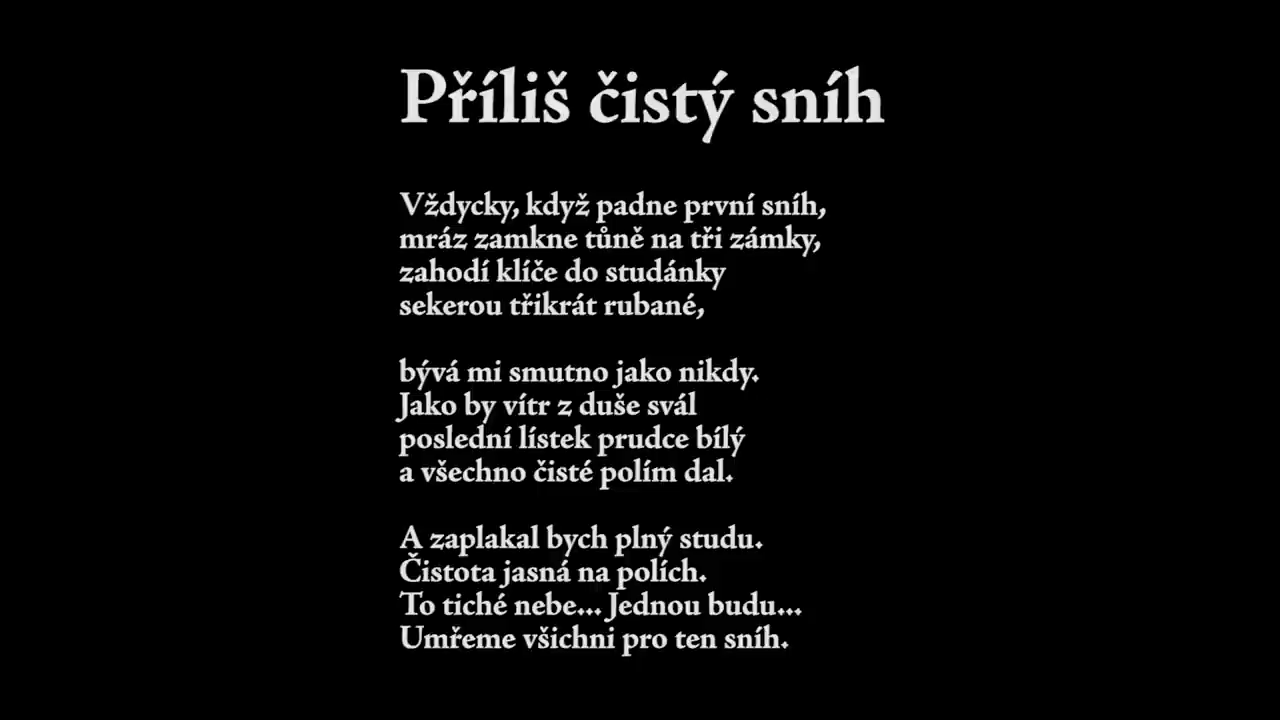 Příliš čistý sníh
Vždycky, když padne první sníh,
mráz zamkne tůně na tři zámky,
zahodí klíče do studánky
sekerou třikrát rubané,
bývá mi smutno jako nikdy.
Jako by vítr z duše svál
poslední lístek prudce bílý
a všechno čisté polím dal.
A zaplakal bych plný studu.
Čistota jasná na polích.
To tiché nebe... Jednou budu...
Umřeme všichni pro ten sníh.